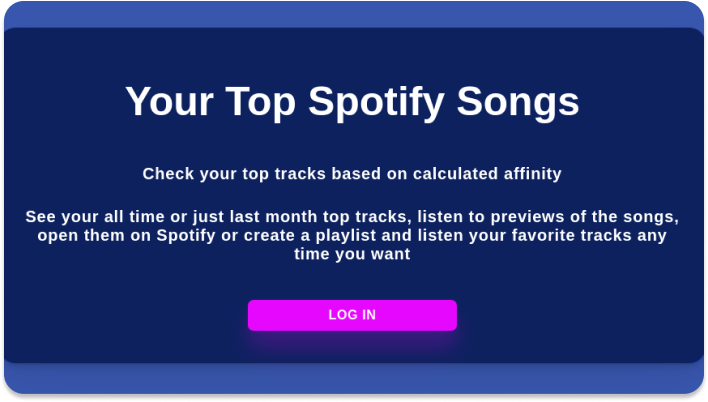 Your Top Spotify Songs
Check your top tracks based on calculated affinity
See your all time or just last month top tracks, listen to previews of the songs,
open them on Spotify or create a playlist and listen your favorite tracks any
time you want
LOG IN